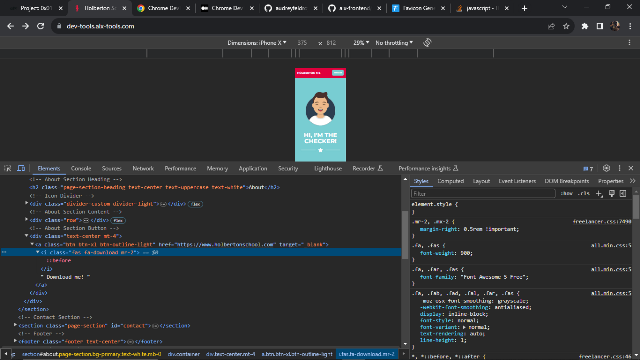 Project 0x01
Holberton A
Chrome Dev
Chrome Dev
audreyfelder
aix-frontend
Favicon Gene
javascript - H
dev-tools.alx-tools.com
Dimensions: iPhone X
375
×
812
29%
No throttling
HI, I'M THE
CHECKER!
Elements
Console
Sources
Network
Performance
Memory
Application
Security
Lighthouse
Recorder
Performance insights
7
<!-- About Section Heading -->
<h2 class="page-section-heading text-center text-uppercase text-white">About</h2>
<!-- Icon Divider -->
<div class="divider-custom divider-light"> </div>
flex
<!-- About Section Content -->
<div class="row"> </div>
flex
<!-- About Section Button -->
<div class="text-center mt-4">
<a class="btn btn-xl btn-outline-light" href="https://www.holbertonschool.com" target="_blank">
<i class="fas fa-download mr-2"> == $0
::before
</i>
" Download me! "
</a>
</div>
</div>
</section>
<!-- Contact Section -->
<section class="page-section" id="contact"> </section>
<!-- Footer -->
<footer class="footer text-center"> </footer>
section#about.page-section.bg-primary.text-white.mb-0
div.container
div.text-center.mt-4
a.btn.btn-xl.btn-outline-light
i.fas.fa-download.mr-2
Styles
Computed
Layout
Event Listeners
DOM Breakpoints
Properties
Filter
:hov
.cls
element.style {
}
.mr-2, .mx-2 {
freelancer.css:7490
margin-right: 0.5rem !important;
}
.fa, .fas {
all.min.css:5
font-weight: 900;
}
.fa, .far, .fas {
all.min.css:5
font-family: "Font Awesome 5 Free";
}
.fa, .fab, .fad, .fal, .far, .fas {
all.min.css:5
-moz-osx-font-smoothing: grayscale;
-webkit-font-smoothing: antialiased;
display: inline-block;
font-style: normal;
font-variant: normal;
text-rendering: auto;
line-height: 1;
}
*, *::before, *::after {
freelancer.css:46